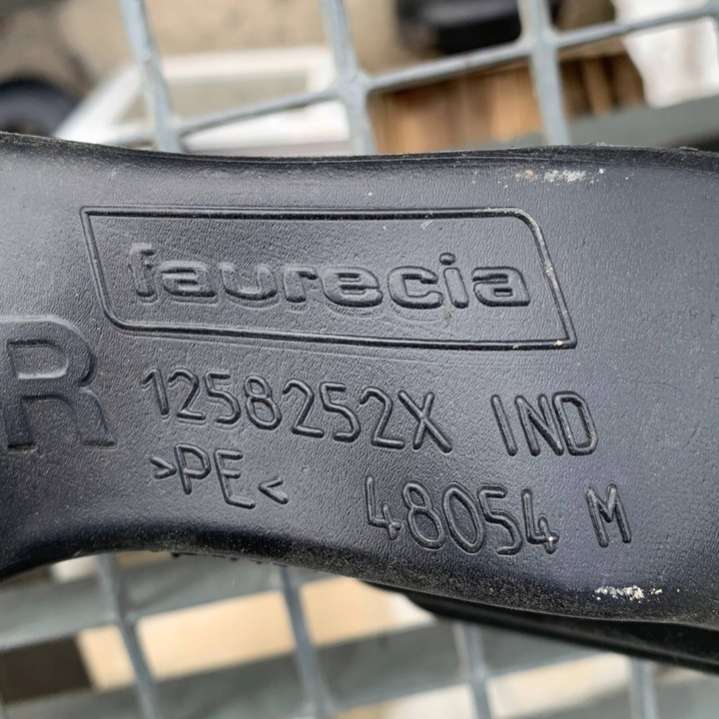 faurecia
R
1258252X IND
>PE< 48054 M